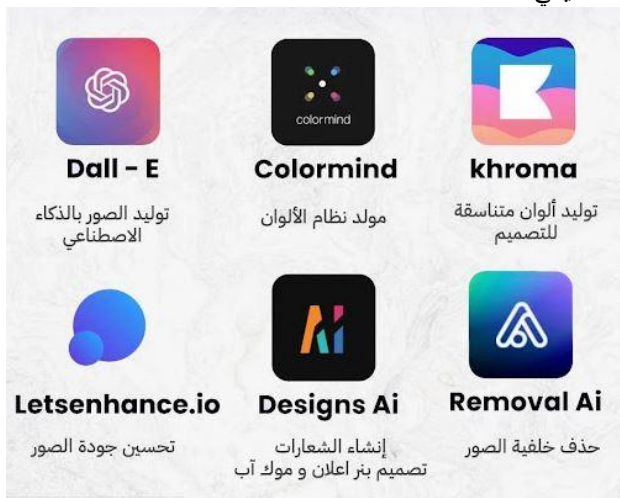 Dall - E
توليد الصور بالذكاء
الاصطناعي
colormind
Colormind
مولد نظام الألوان
khroma
توليد ألوان متناسقة
للتصميم
Letsenhance.io
تحسين جودة الصور
Ai
Designs Ai
إنشاء الشعارات
تصميم بنر اعلان و موك آب
Removal Ai
حذف خلفية الصور